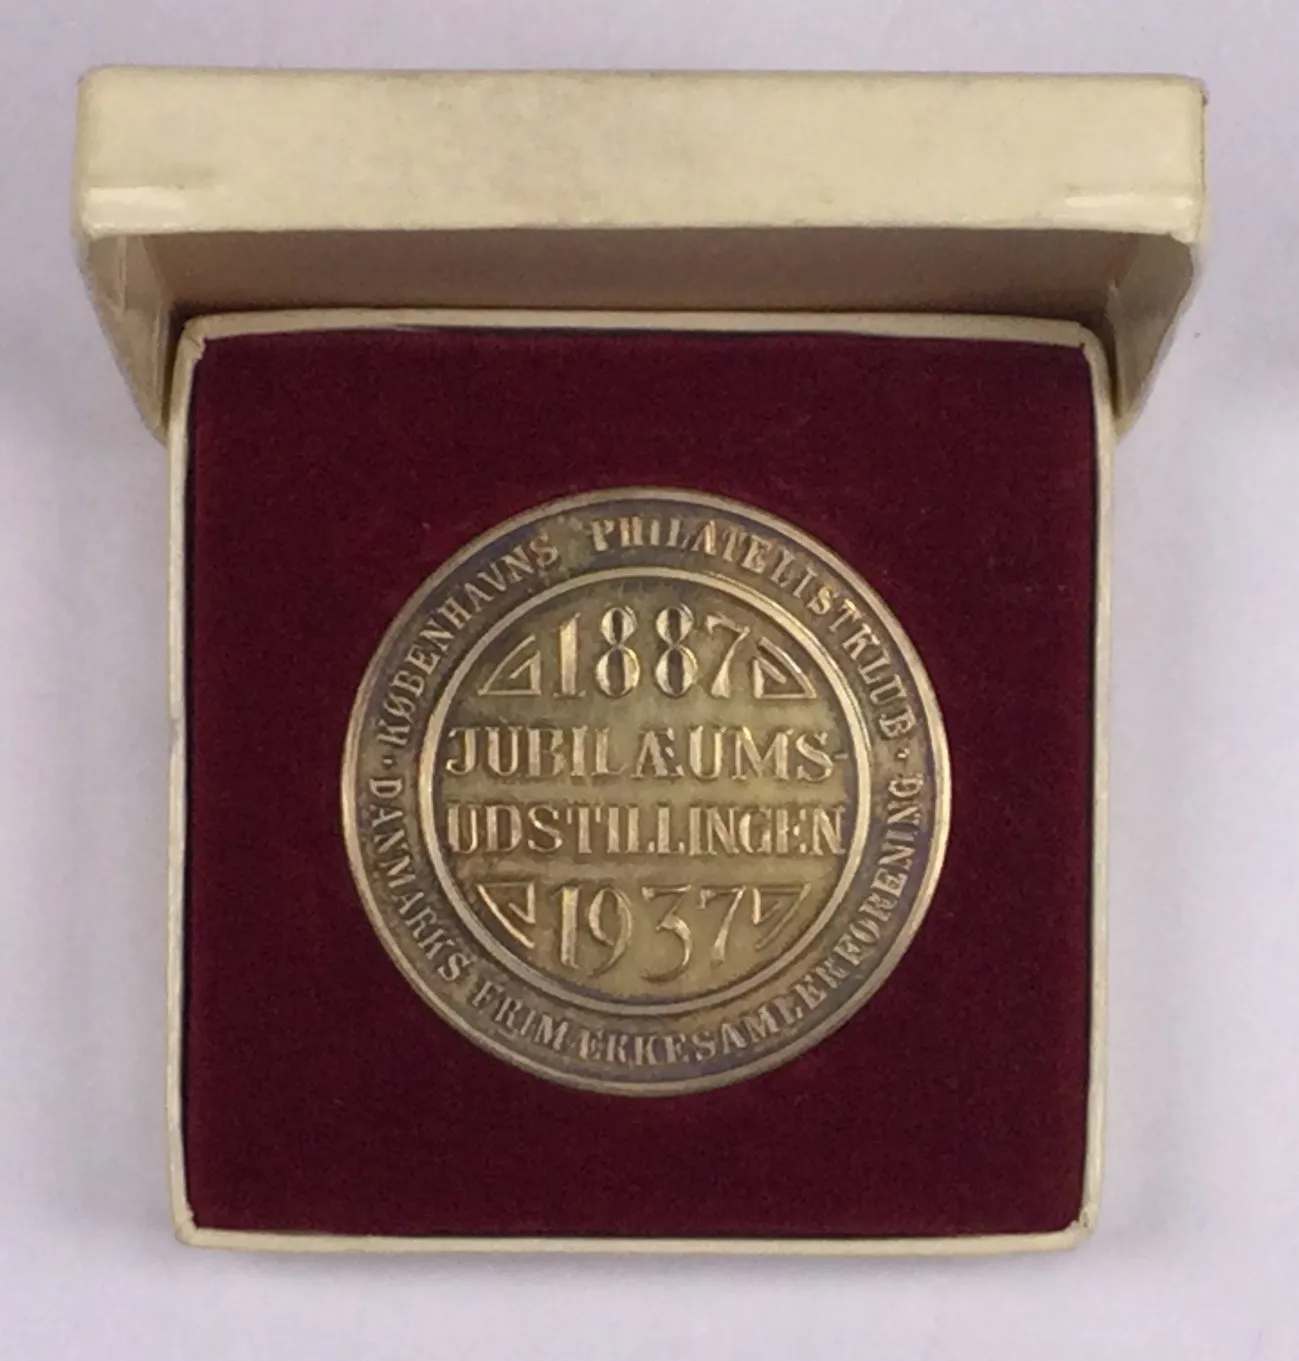 KØBENHAVNS PHILATELISTKLUB
1887
JUBILÆUMS-
UDSTILLINGEN
1937
DANMARKS FRIMÆRKESAMLERFORENING